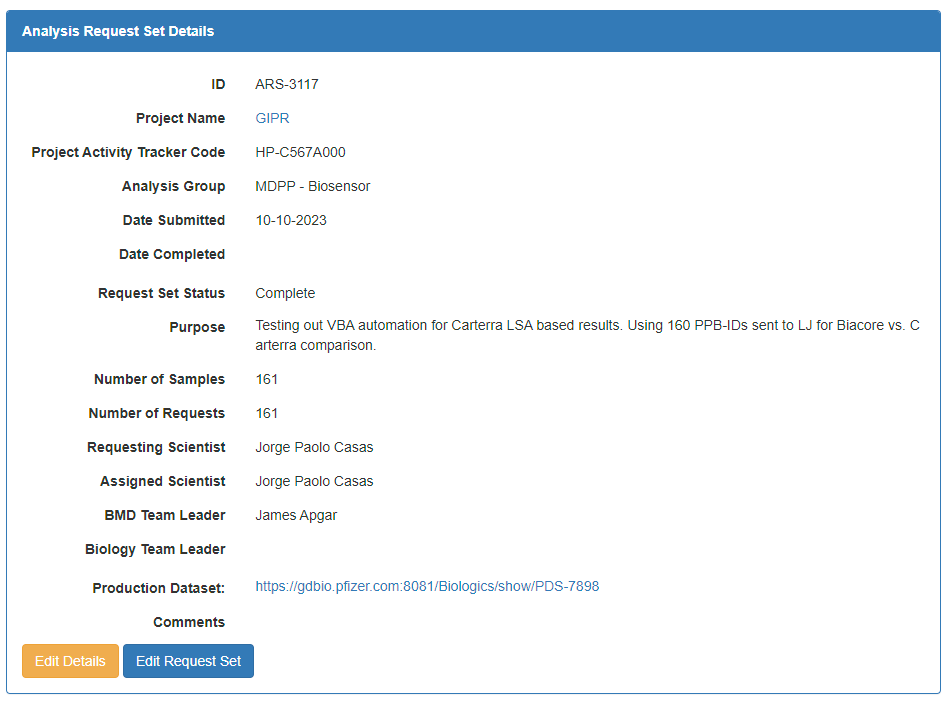 Analysis Request Set Details
ID ARS-3117
Project Name GIPR
Project Activity Tracker Code HP-C567A000
Analysis Group MDPP - Biosensor
Date Submitted 10-10-2023
Date Completed
Request Set Status Complete
Purpose Testing out VBA automation for Carterra LSA based results. Using 160 PPB-IDs sent to LJ for Biacore vs. C
arterra comparison.
Number of Samples 161
Number of Requests 161
Requesting Scientist Jorge Paolo Casas
Assigned Scientist Jorge Paolo Casas
BMD Team Leader James Apgar
Biology Team Leader
Production Dataset: https://gdbio.pfizer.com:8081/Biologics/show/PDS-7898
Comments
Edit Details Edit Request Set